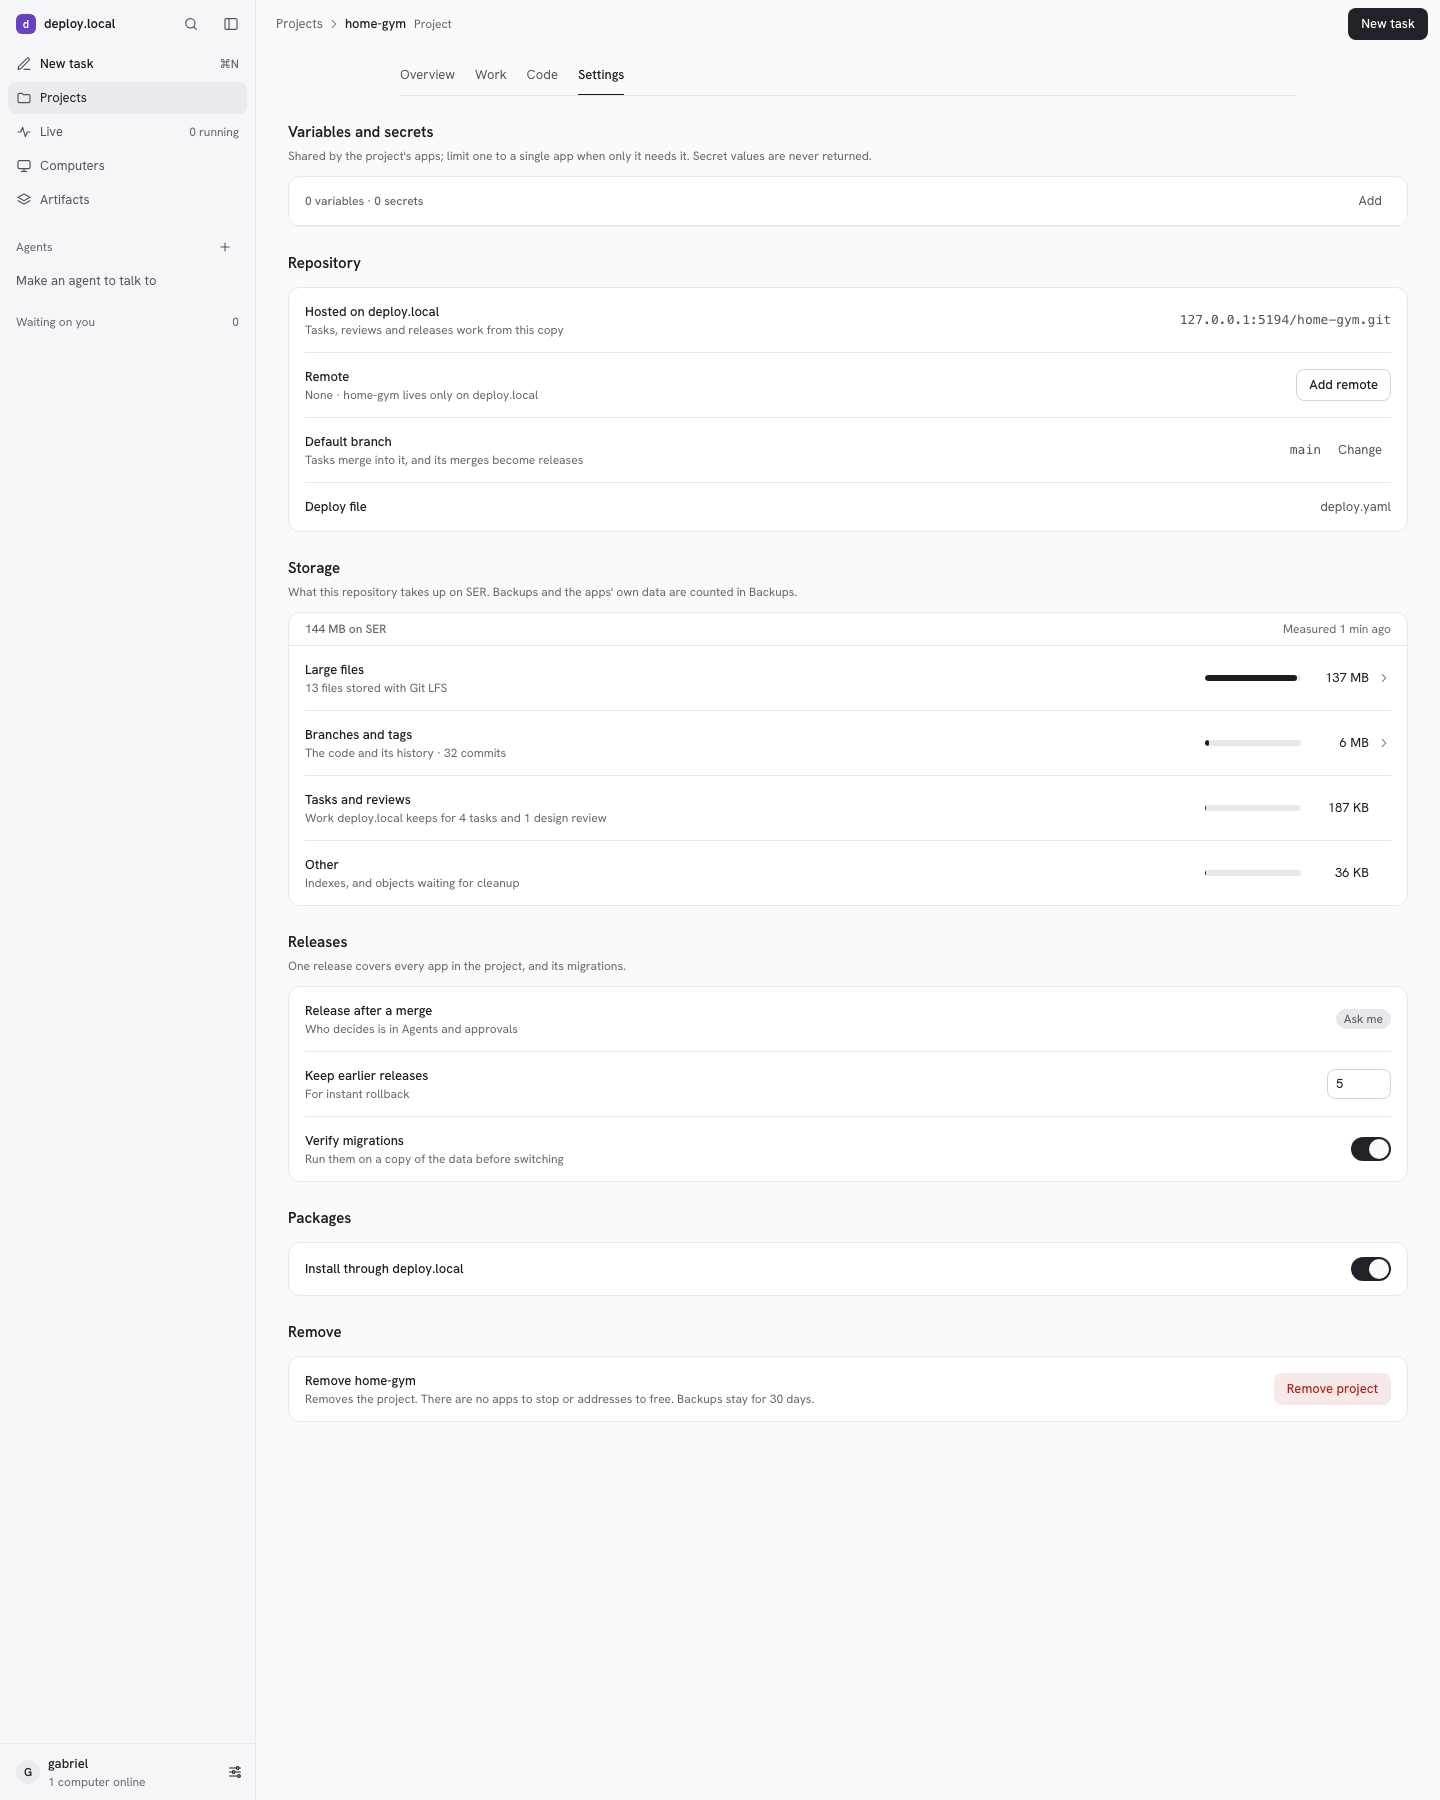 d deploy.local
New task ⌘N
Projects
Live 0 running
Computers
Artifacts
Agents
Make an agent to talk to
Waiting on you 0
G gabriel
1 computer online
Projects home-gym Project
New task
Overview Work Code Settings
Variables and secrets
Shared by the project's apps; limit one to a single app when only it needs it. Secret values are never returned.
0 variables · 0 secrets Add
Repository
Hosted on deploy.local
Tasks, reviews and releases work from this copy
127.0.0.1:5194/home-gym.git
Remote
None · home-gym lives only on deploy.local
Add remote
Default branch
Tasks merge into it, and its merges become releases
main Change
Deploy file deploy.yaml
Storage
What this repository takes up on SER. Backups and the apps' own data are counted in Backups.
144 MB on SER Measured 1 min ago
Large files
13 files stored with Git LFS
137 MB
Branches and tags
The code and its history · 32 commits
6 MB
Tasks and reviews
Work deploy.local keeps for 4 tasks and 1 design review
187 KB
Other
Indexes, and objects waiting for cleanup
36 KB
Releases
One release covers every app in the project, and its migrations.
Release after a merge
Who decides is in Agents and approvals
Ask me
Keep earlier releases
For instant rollback
5
Verify migrations
Run them on a copy of the data before switching
Packages
Install through deploy.local
Remove
Remove home-gym
Removes the project. There are no apps to stop or addresses to free. Backups stay for 30 days.
Remove project